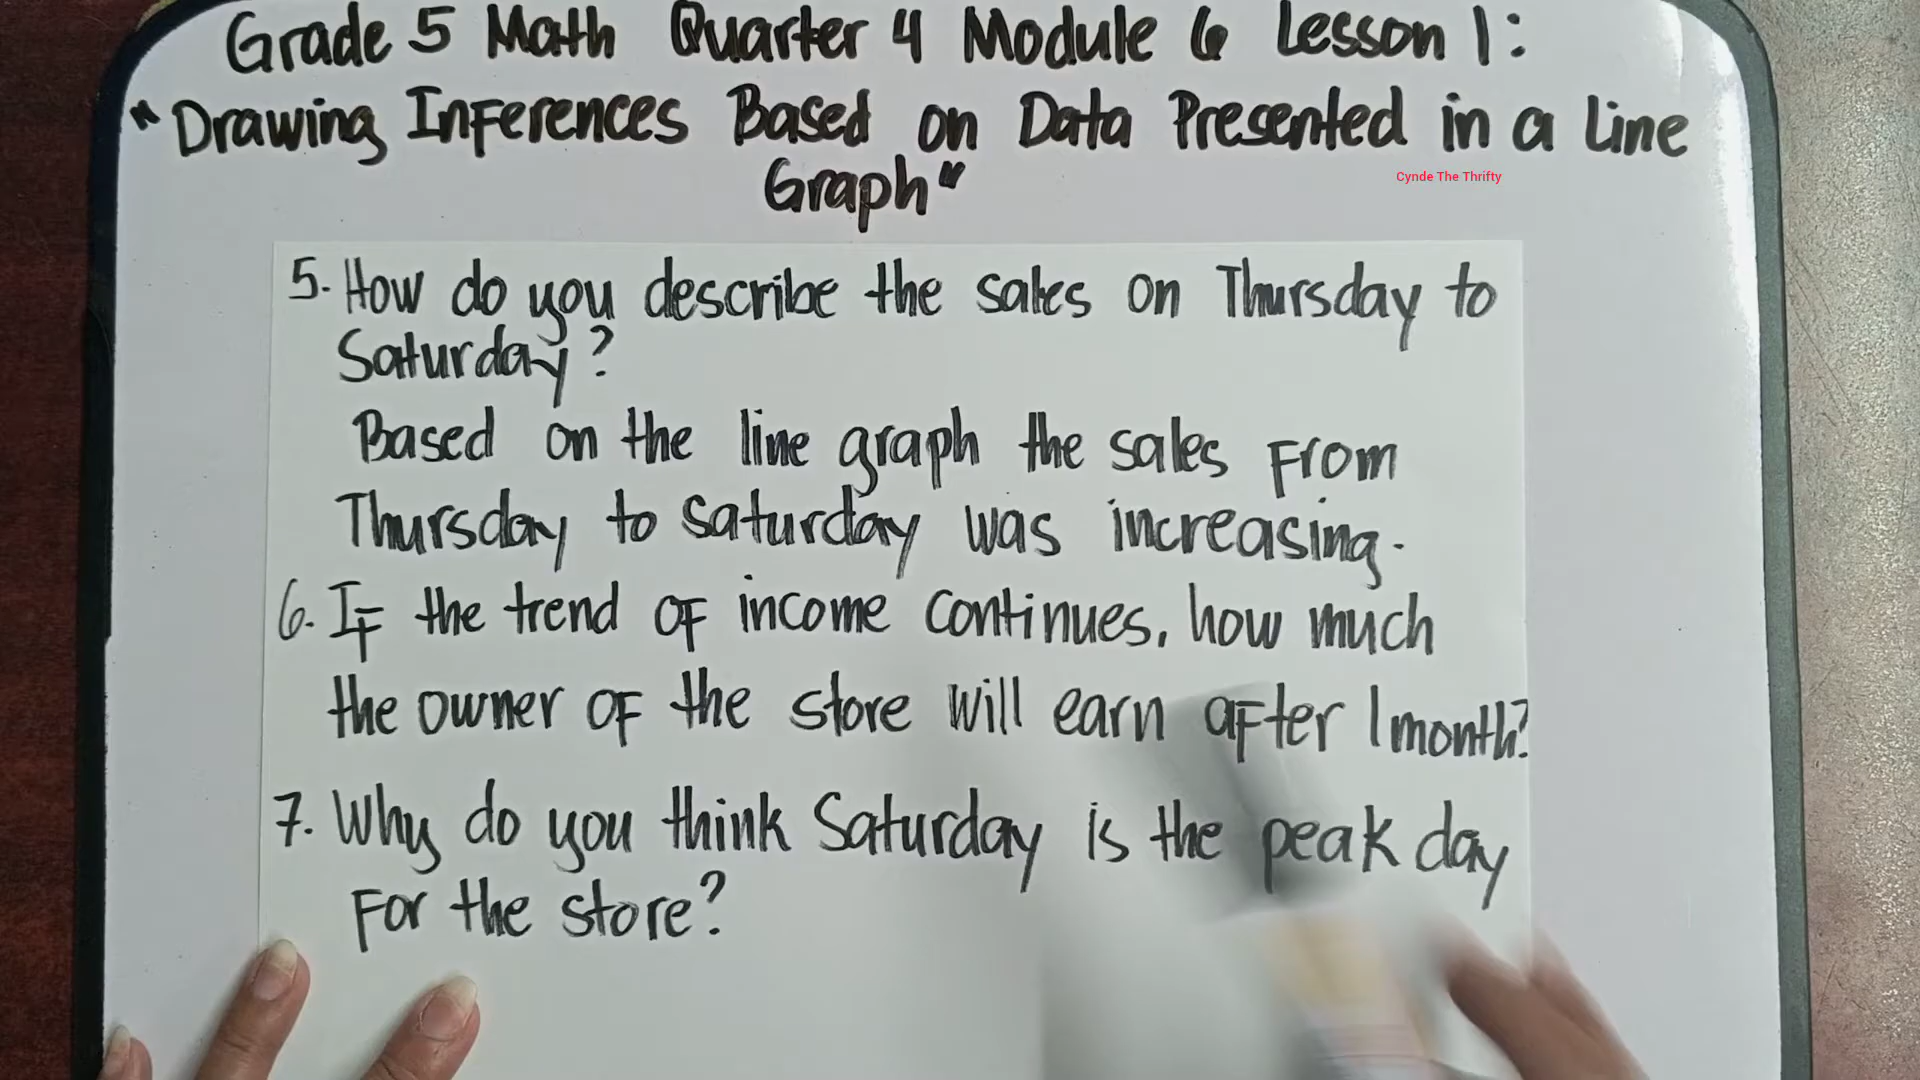 Grade 5 Math Quarter 4 Module 6 Lesson 1:
"Drawing Inferences Based on Data Presented in a Line
Graph"
Cynde The Thrifty
5. How do you describe the sales on Thursday to
Saturday?
Based on the line graph the sales from
Thursday to Saturday was increasing.
6. If the trend of income continues, how much
the owner of the store will earn after 1 month?
7. Why do you think Saturday is the peak day
for the store?